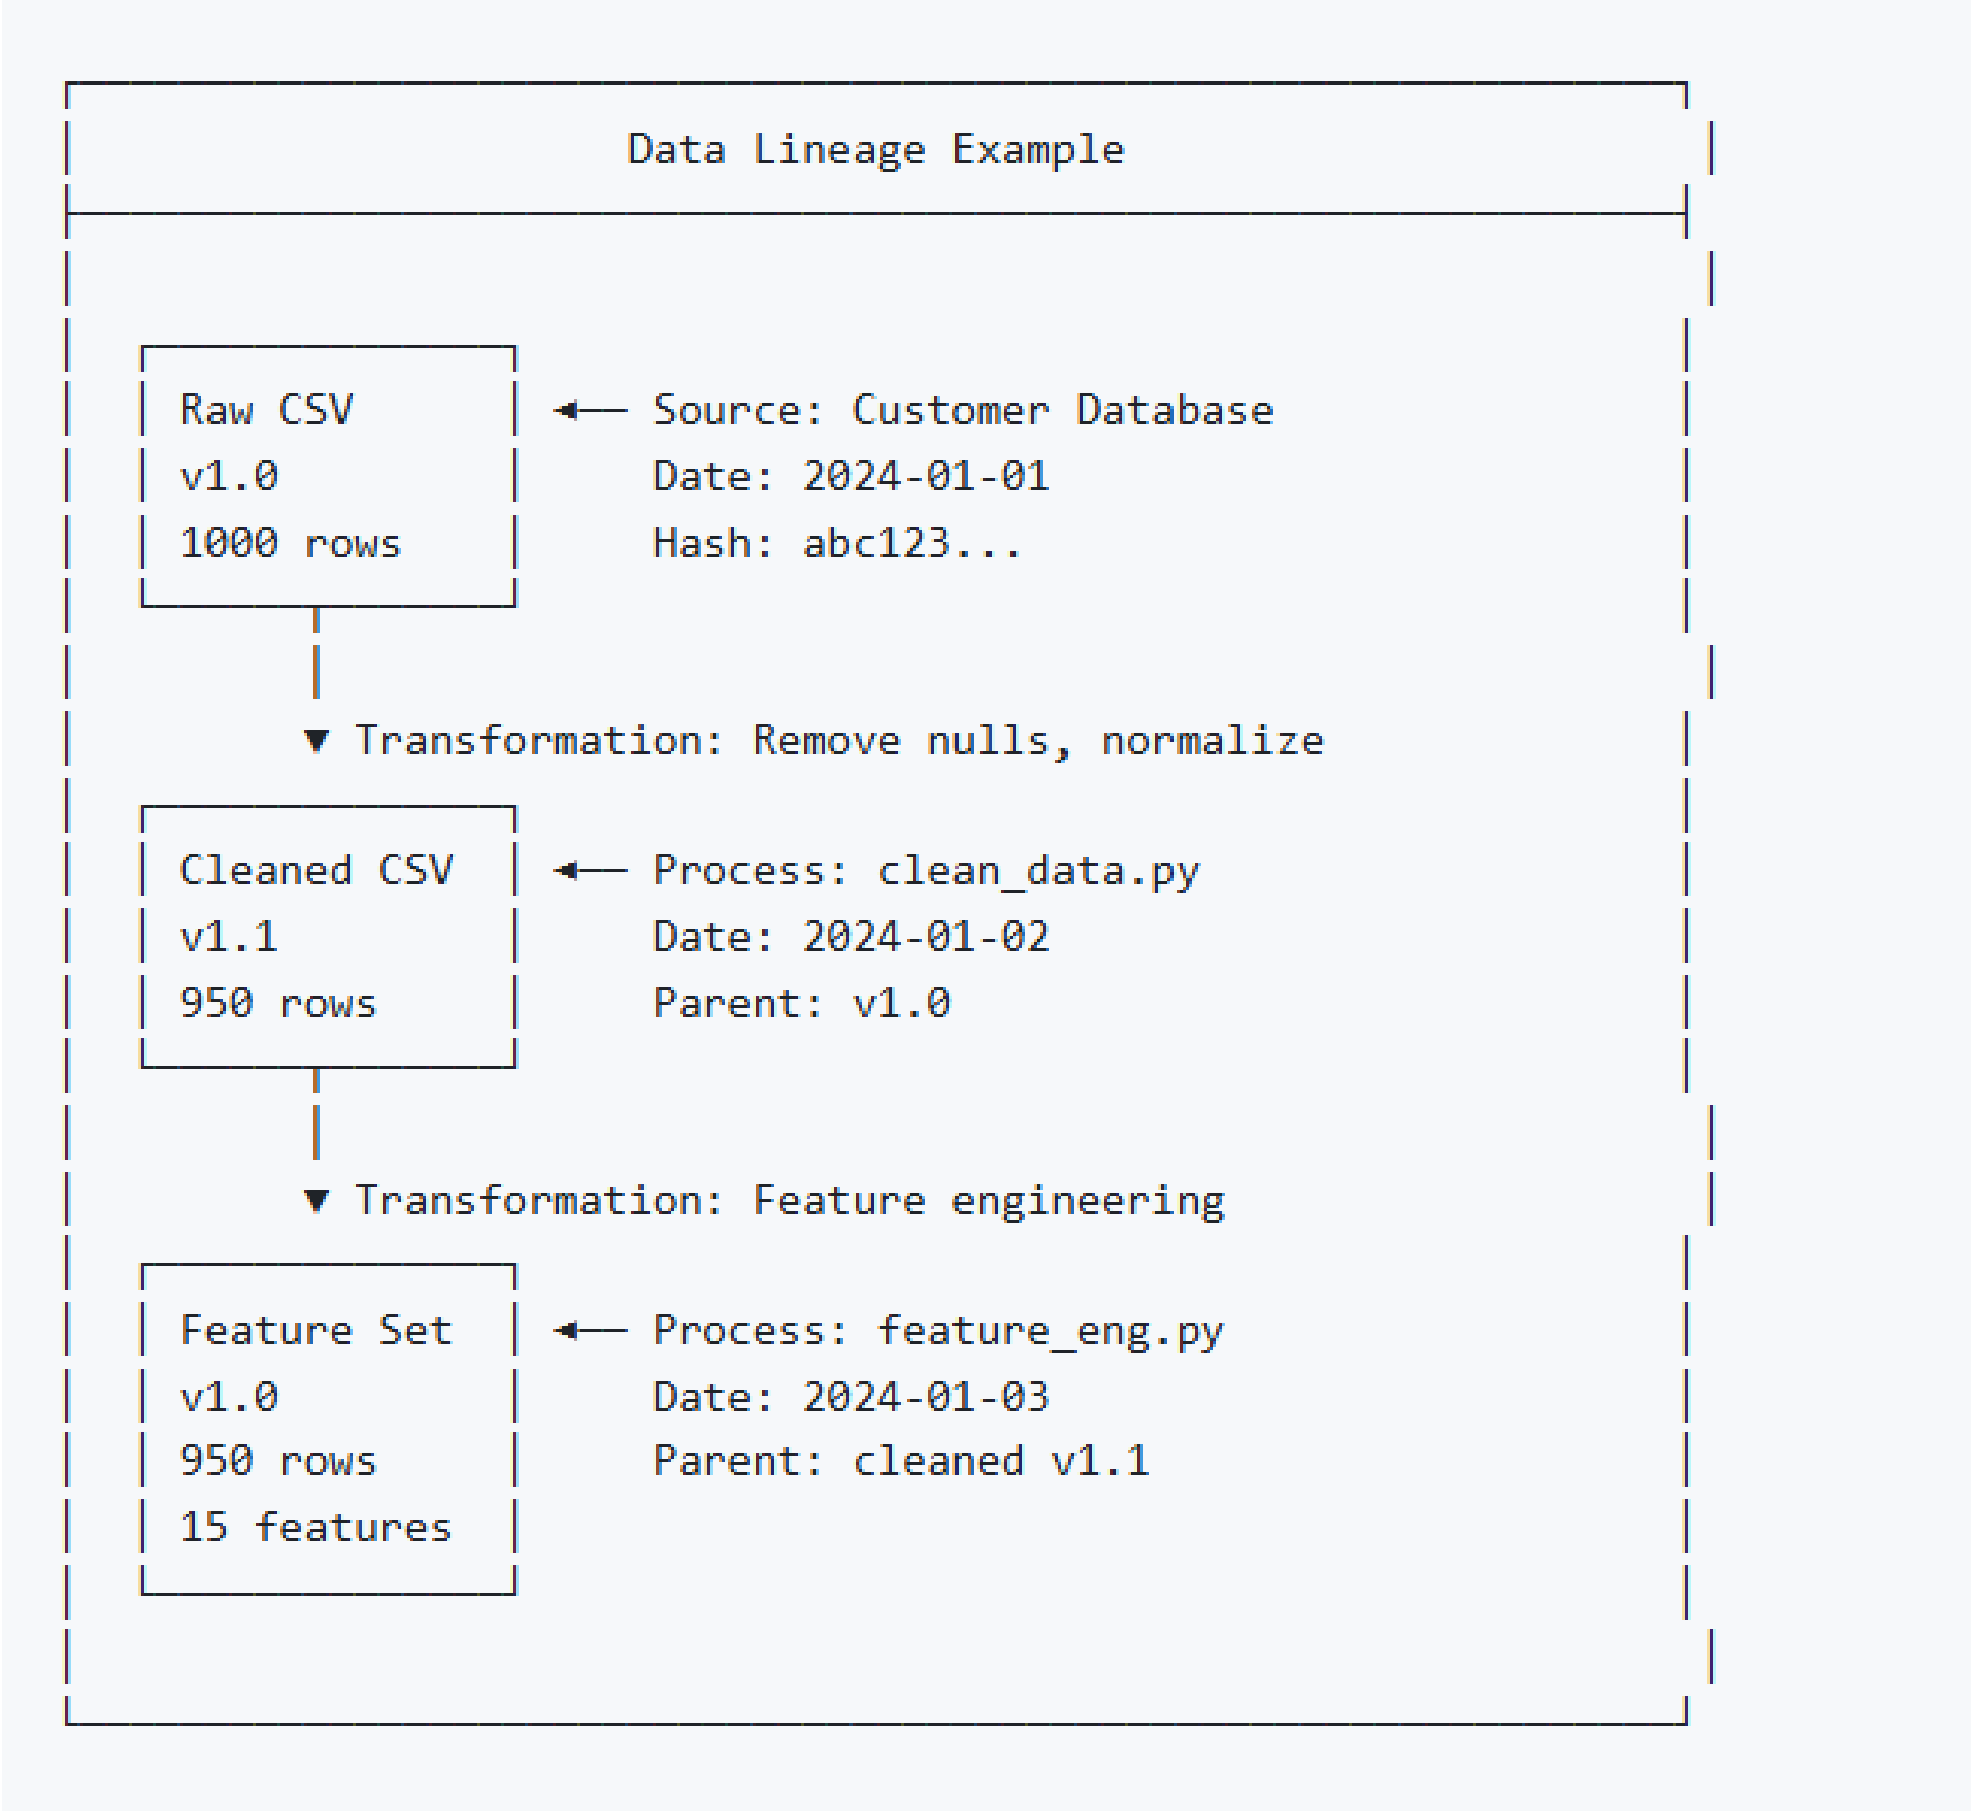 Data Lineage Example
Raw CSV ◄── Source: Customer Database
v1.0 Date: 2024-01-01
1000 rows Hash: abc123...
▼ Transformation: Remove nulls, normalize
Cleaned CSV ◄── Process: clean_data.py
v1.1 Date: 2024-01-02
950 rows Parent: v1.0
▼ Transformation: Feature engineering
Feature Set ◄── Process: feature_eng.py
v1.0 Date: 2024-01-03
950 rows Parent: cleaned v1.1
15 features